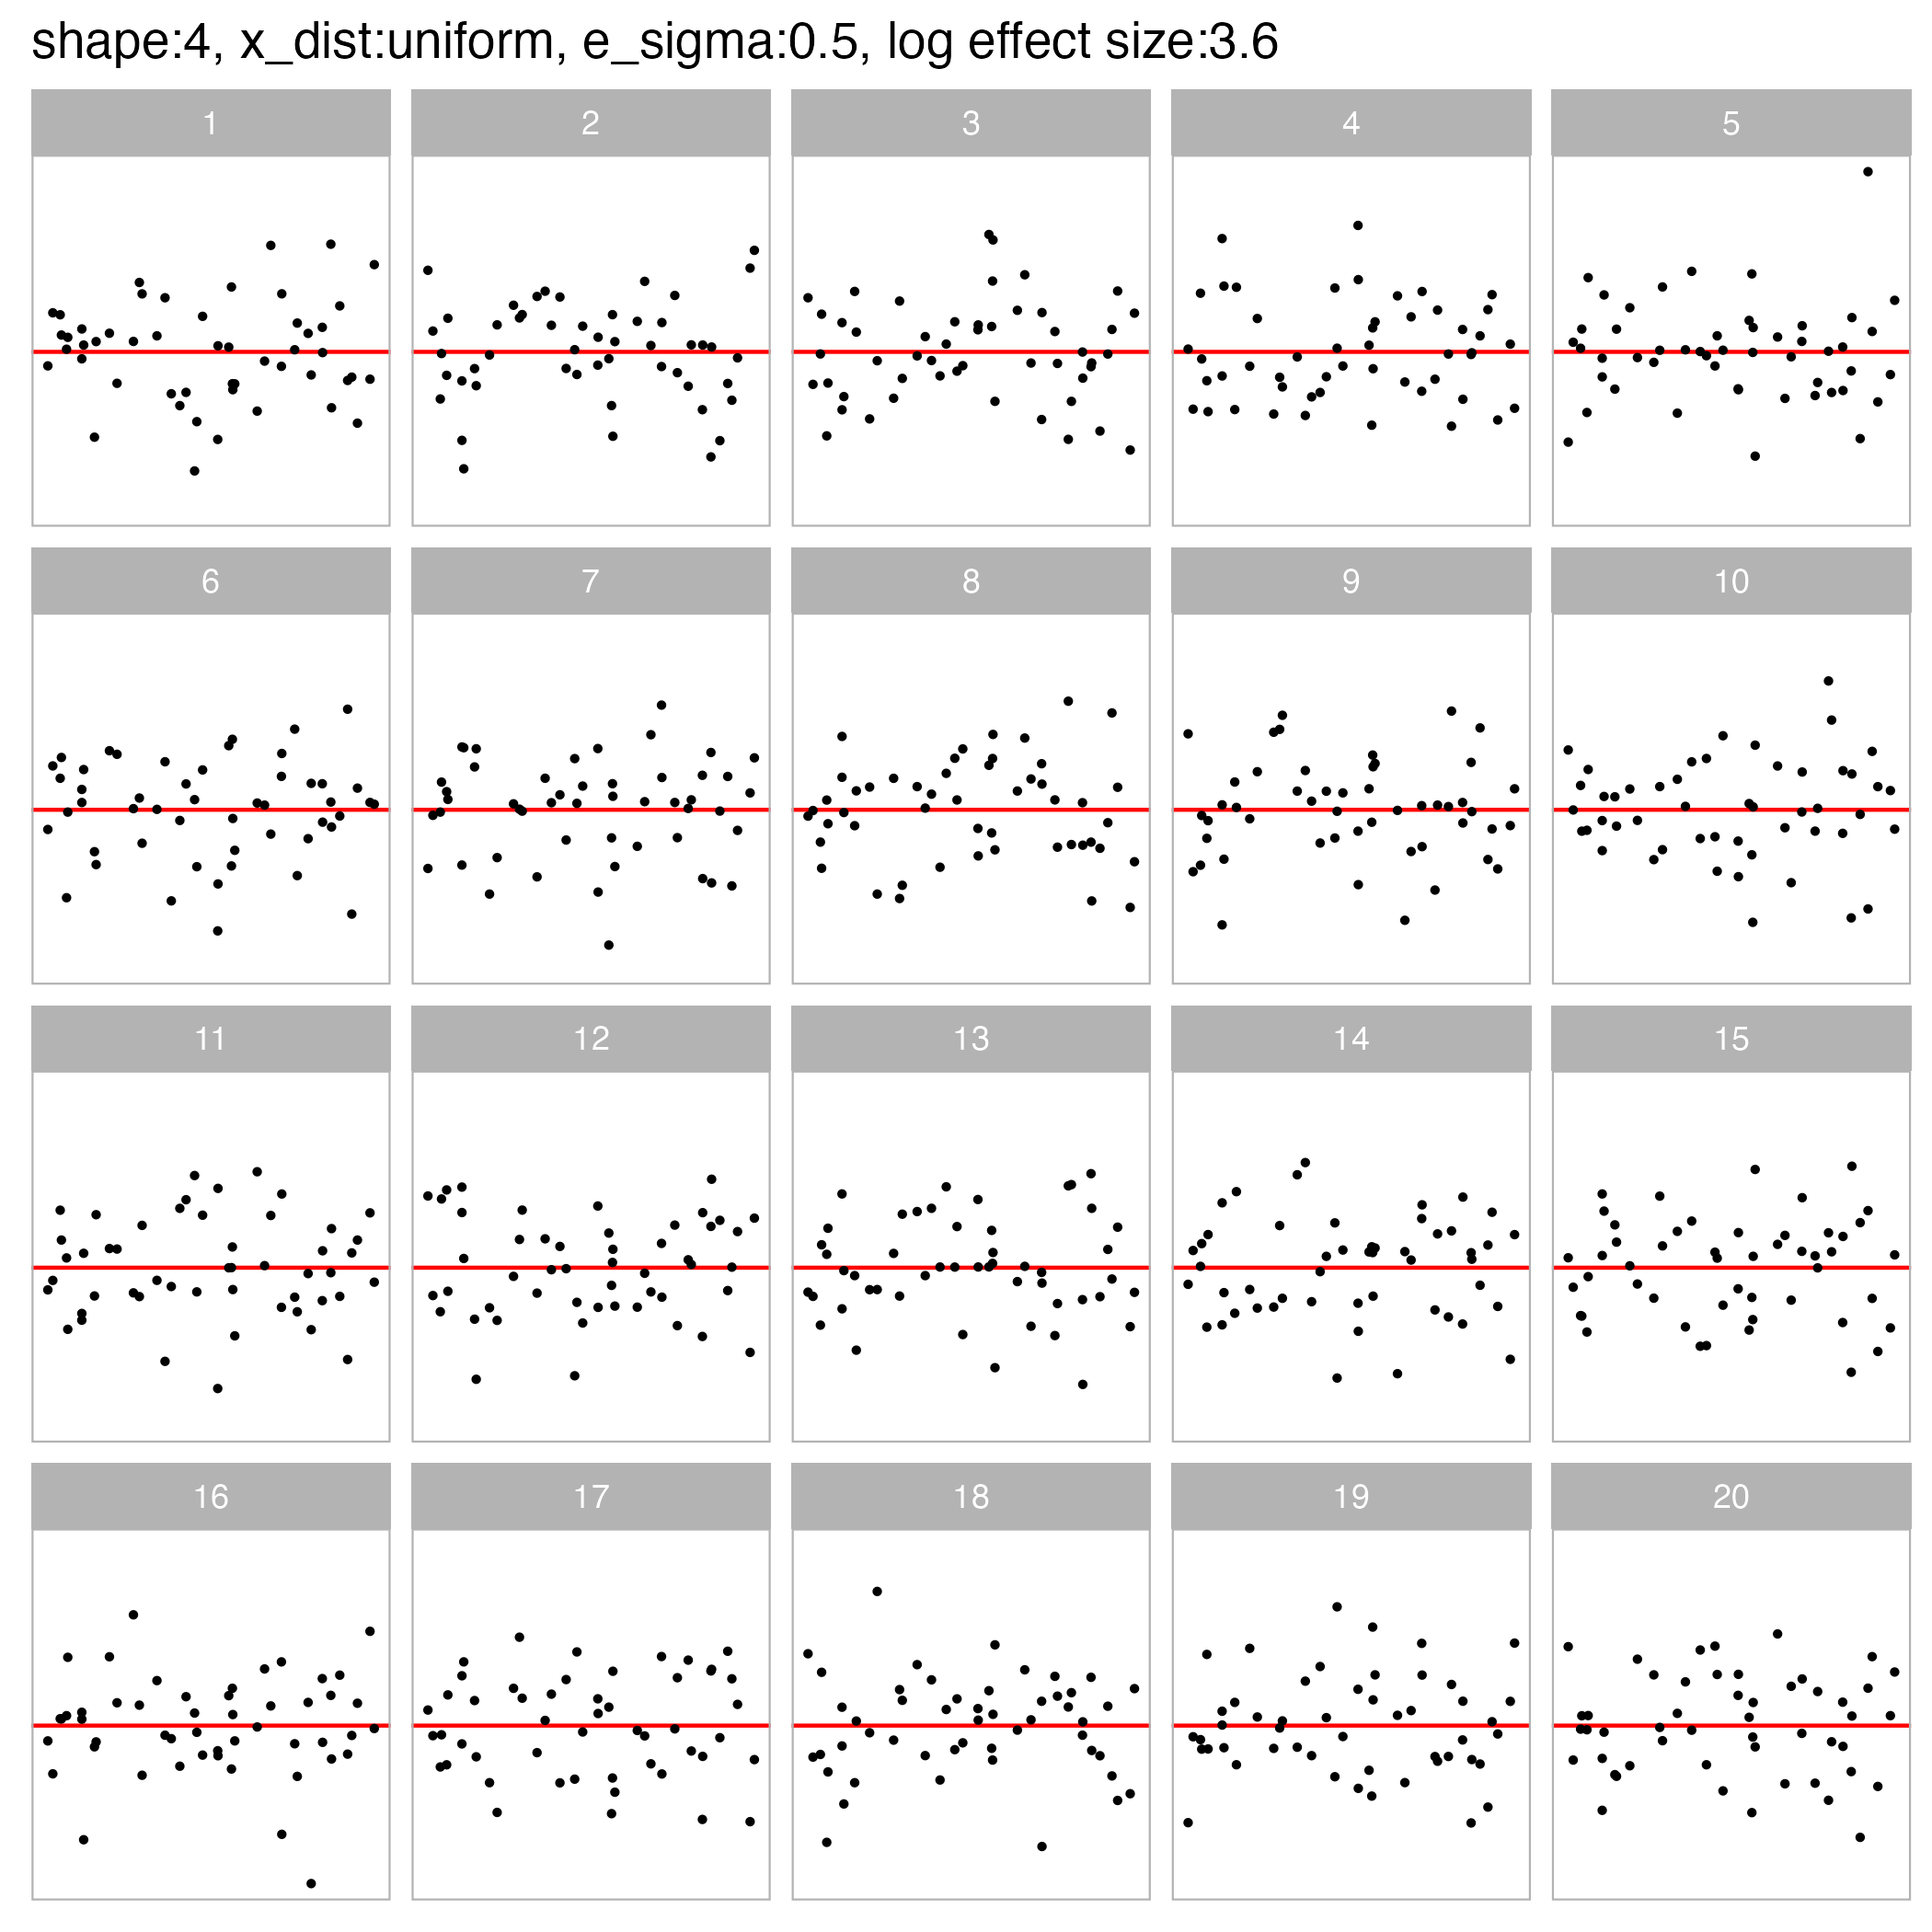 shape:4, x_dist:uniform, e_sigma:0.5, log effect size:3.6
1 2 3 4 5
6 7 8 9 10
11 12 13 14 15
16 17 18 19 20